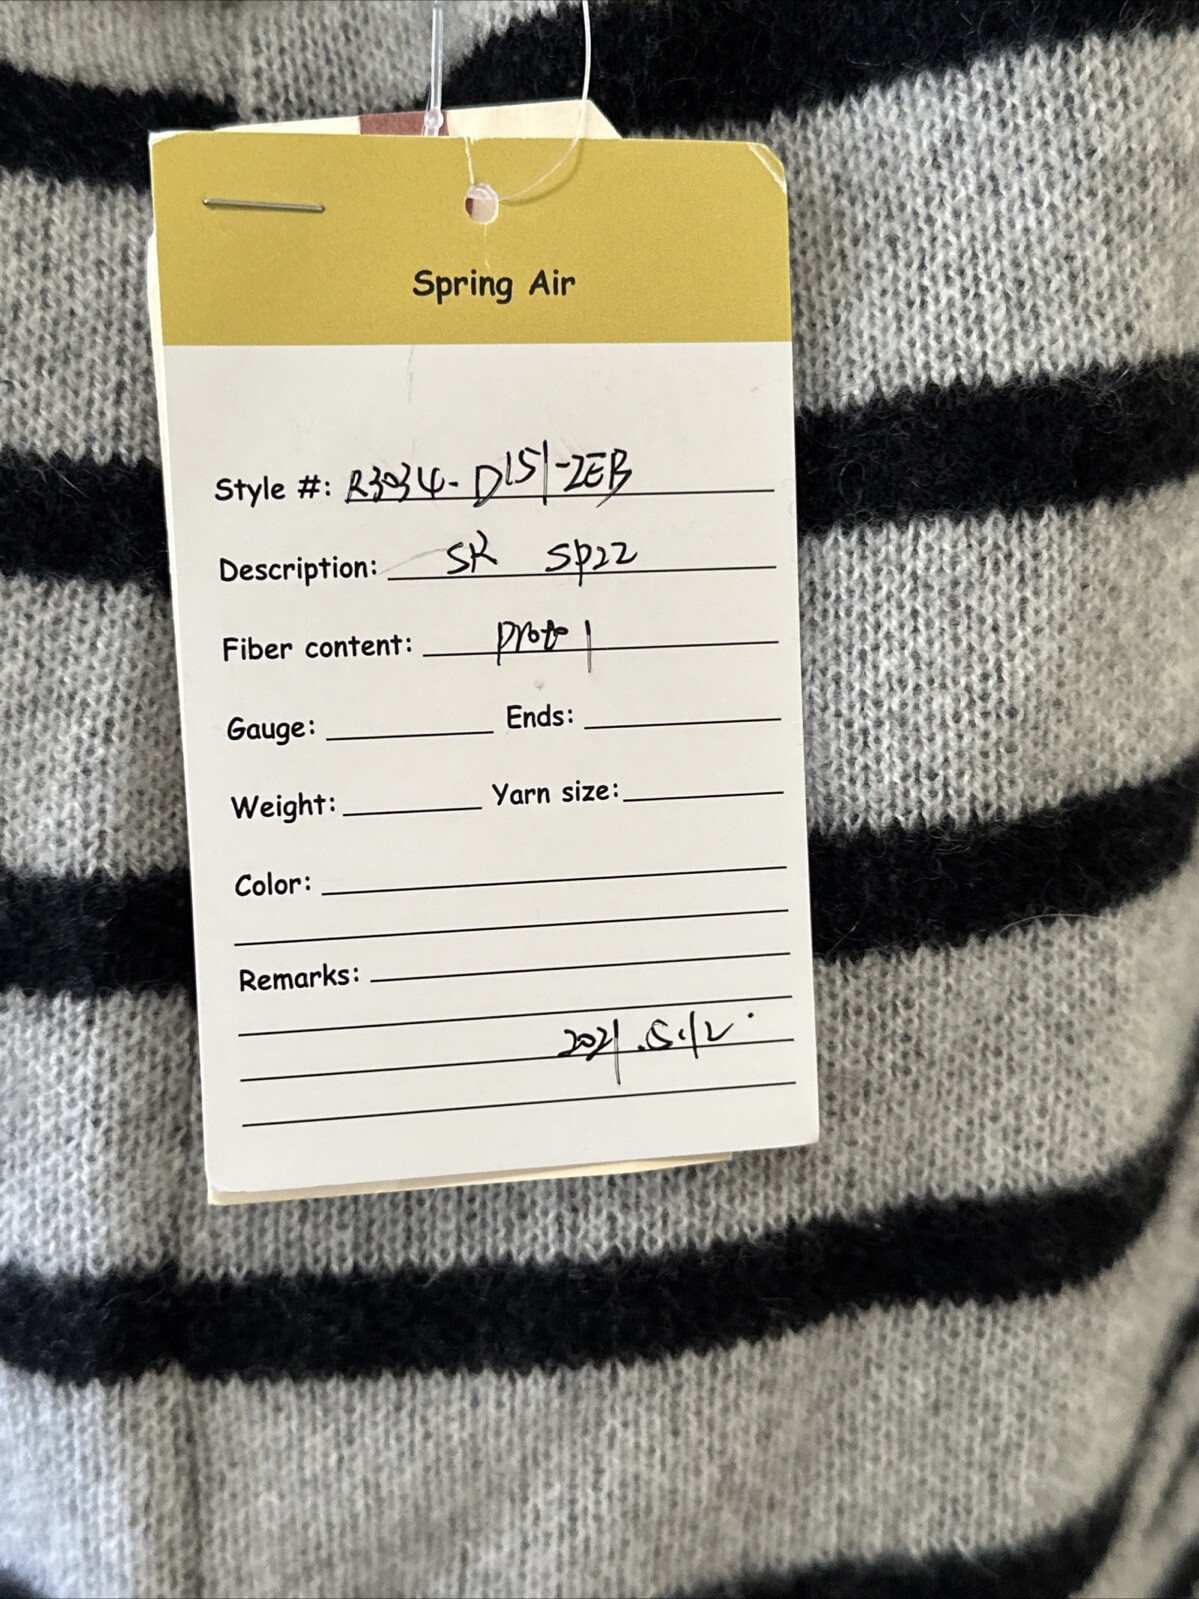 Spring Air
Style #: R3034-D151-ZEB
Description: SR SP22
Fiber content: Proto 1
Gauge: Ends:
Weight: Yarn size:
Color:
Remarks:
2021.5.12.